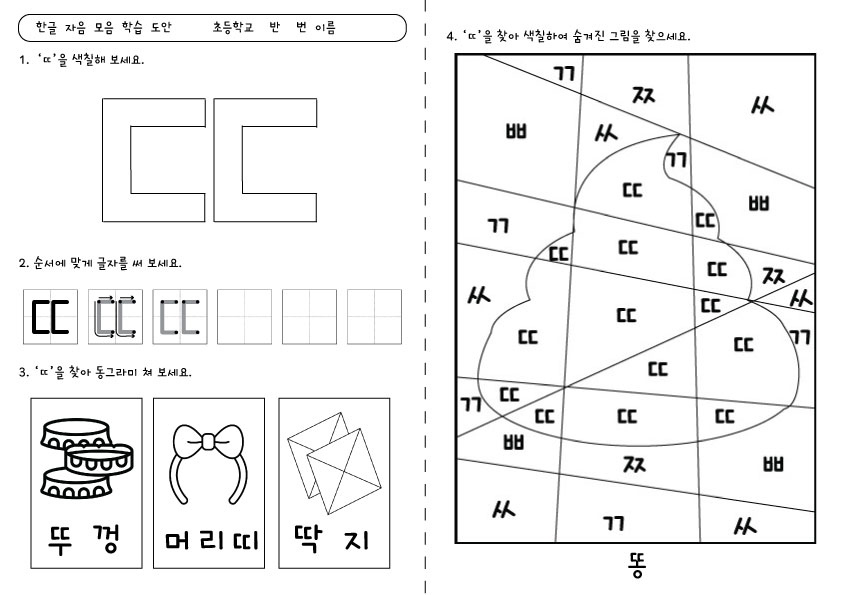 한글 자음 모음 학습 도안 초등학교 반 번 이름
1. ‘ㄸ’을 색칠해 보세요.
ㄸ
2. 순서에 맞게 글자를 써 보세요.
ㄸ ㄸ ㄸ
3. ‘ㄸ’을 찾아 동그라미 쳐 보세요.
뚜 껑
머 리 띠
딱 지
4. ‘ㄸ’을 찾아 색칠하여 숨겨진 그림을 찾으세요.
ㄲ
ㅉ
ㅆ
ㅃ ㅆ
ㄲ
ㄸ
ㅃ
ㄲ ㄸ
ㄸ ㄸ
ㄸ ㅉ
ㅆ ㄸ ㅆ
ㄸ
ㄸ ㄸ ㄲ
ㄸ
ㄲ ㄸ
ㄸ ㄸ ㄸ
ㅃ
ㅉ ㅃ
ㅆ ㄲ ㅆ
똥